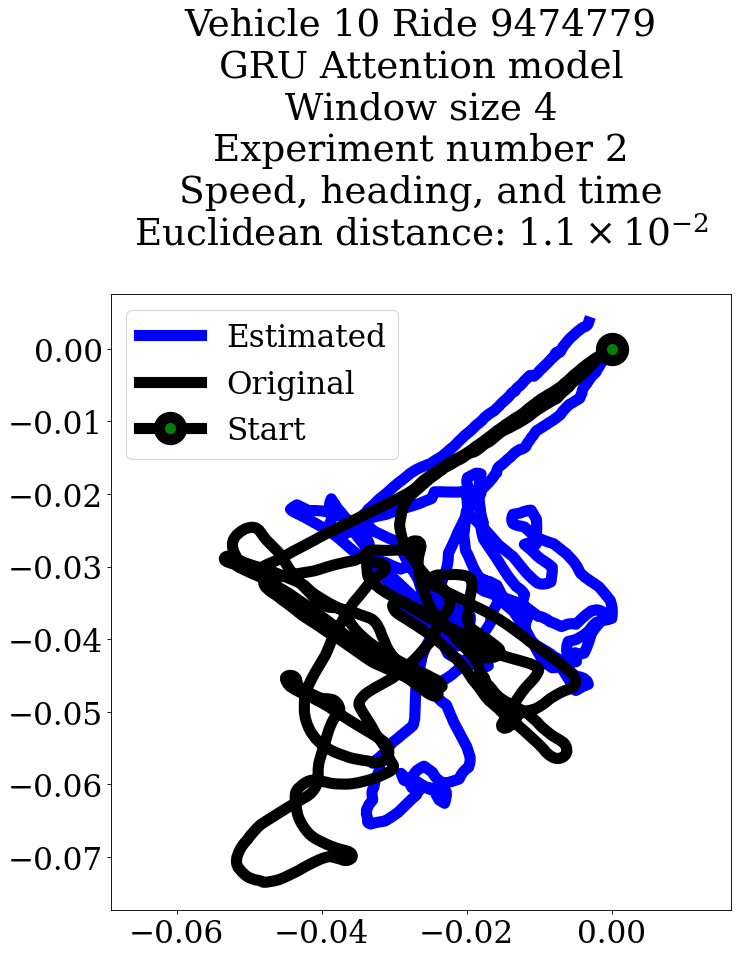 Vehicle 10 Ride 9474779
GRU Attention model
Window size 4
Experiment number 2
Speed, heading, and time
Euclidean distance: 1.1 × 10⁻²
Estimated
Original
Start
0.00
−0.01
−0.02
−0.03
−0.04
−0.05
−0.06
−0.07
−0.06 −0.04 −0.02 0.00